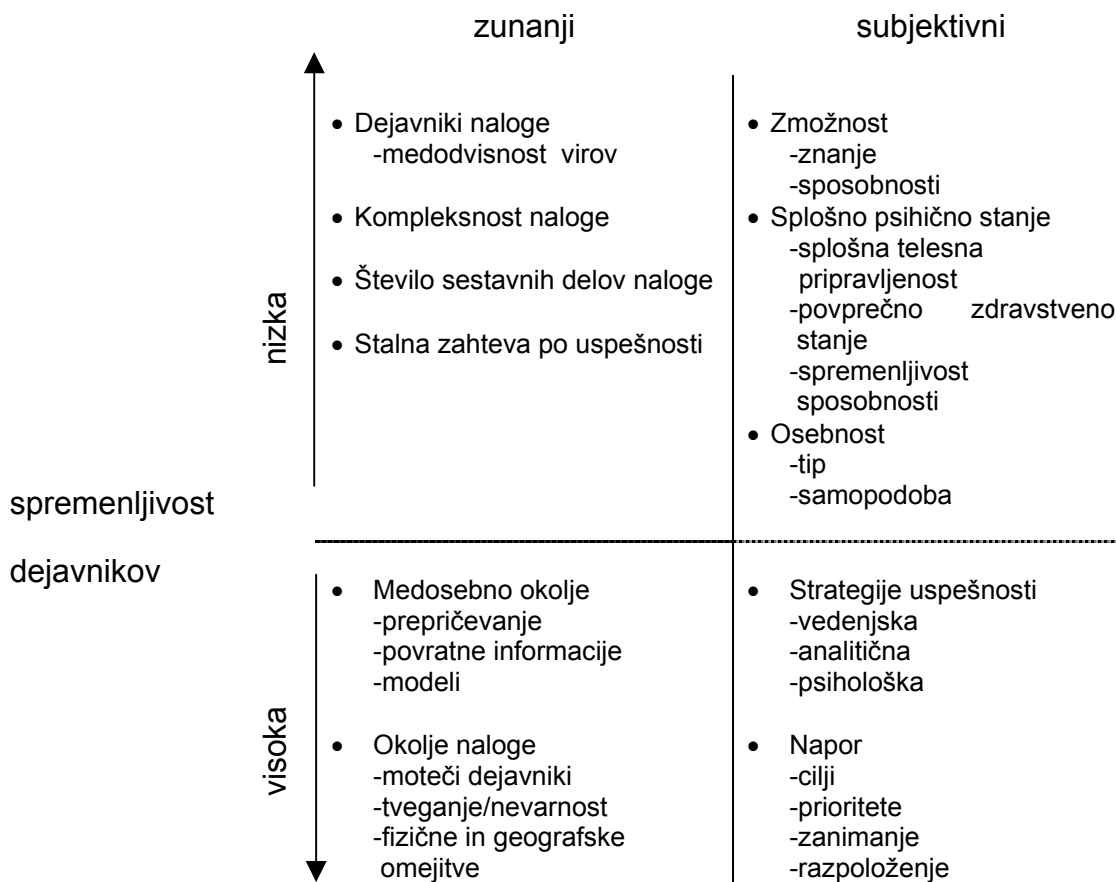 zunanji
subjektivni
nizka
• Dejavniki naloge
-medodvisnost virov
• Kompleksnost naloge
• Število sestavnih delov naloge
• Stalna zahteva po uspešnosti
• Zmožnost
-znanje
-sposobnosti
• Splošno psihično stanje
-splošna telesna
pripravljenost
-povprečno zdravstveno
stanje
-spremenljivost
sposobnosti
• Osebnost
-tip
-samopodoba
spremenljivost
dejavnikov
visoka
• Medosebno okolje
-prepričevanje
-povratne informacije
-modeli
• Okolje naloge
-moteči dejavniki
-tveganje/nevarnost
-fizične in geografske
omejitve
• Strategije uspešnosti
-vedenjska
-analitična
-psihološka
• Napor
-cilji
-prioritete
-zanimanje
-razpoloženje